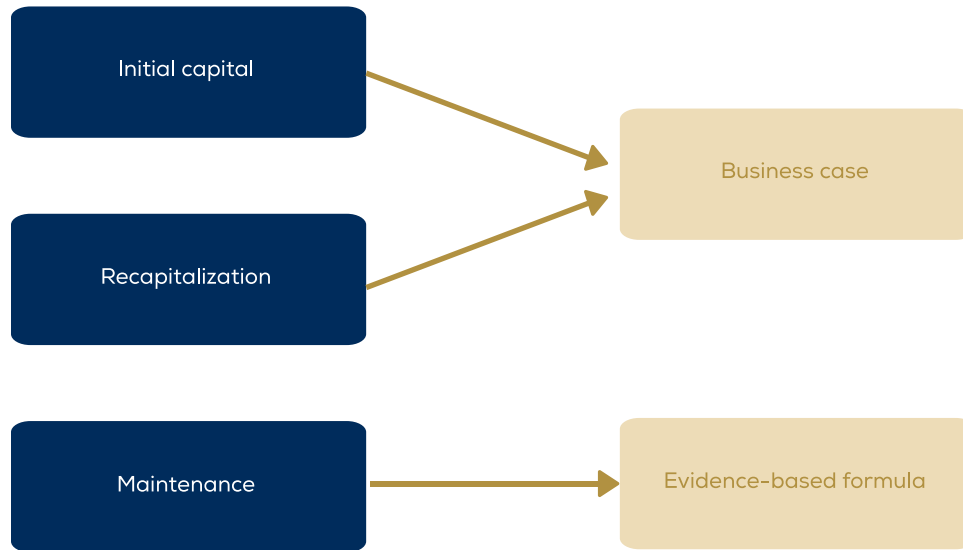 Initial capital
Business case
Recapitalization
Maintenance
Evidence-based formula